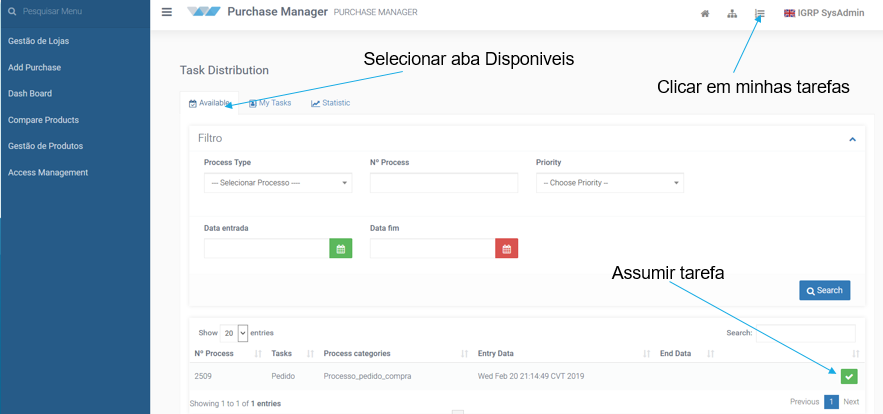 Pesquisar Menu
Purchase Manager PURCHASE MANAGER
IGRP SysAdmin
Gestão de Lojas
Add Purchase
Dash Board
Compare Products
Gestão de Produtos
Access Management
Selecionar aba Disponiveis
Clicar em minhas tarefas
Task Distribution
Available
My Tasks
Statistic
Filtro
Process Type
Nº Process
Priority
--- Selecionar Processo ----
-- Choose Priority --
Data entrada
Data fim
Assumir tarefa
Search
Show 20 entries
Search:
Nº Process Tasks Process categories Entry Data End Data
2509 Pedido Processo_pedido_compra Wed Feb 20 21:14:49 CVT 2019
Showing 1 to 1 of 1 entries
Previous 1 Next